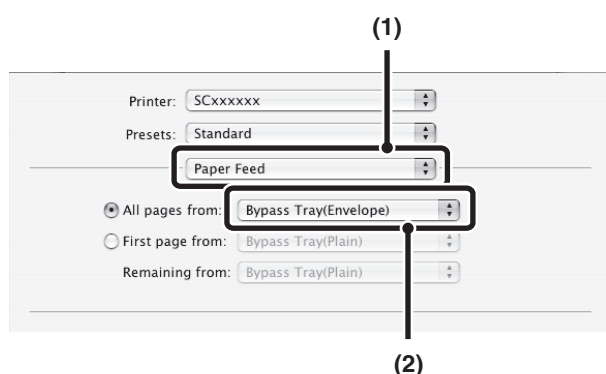 (1)
Printer: SCxxxxxx
Presets: Standard
Paper Feed
All pages from: Bypass Tray(Envelope)
First page from: Bypass Tray(Plain)
Remaining from: Bypass Tray(Plain)
(2)